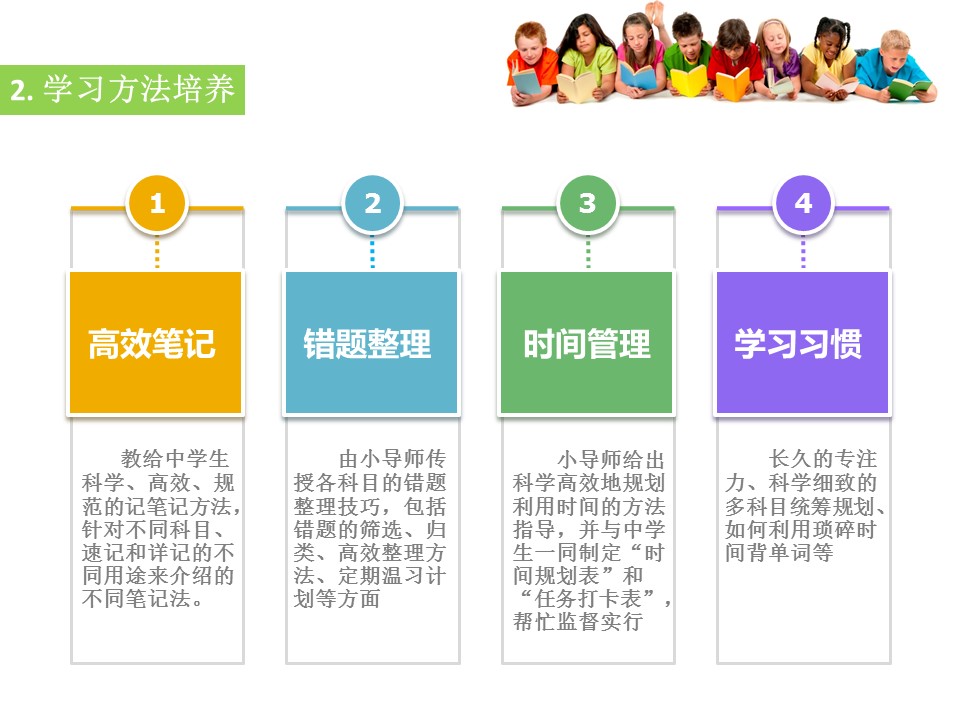 2. 学习方法培养
1
高效笔记
教给中学生
科学、高效、规
范的记笔记方法，
针对不同科目、
速记和详记的不
同用途来介绍的
不同笔记法。
2
错题整理
由小导师传
授各科目的错题
整理技巧，包括
错题的筛选、归
类、高效整理方
法、定期温习计
划等方面
3
时间管理
小导师给出
科学高效地规划
利用时间的方法
指导，并与中学
生一同制定“时
间规划表”和
“任务打卡表”，
帮忙监督实行
4
学习习惯
长久的专注
力、科学细致的
多科目统筹规划、
如何利用琐碎时
间背单词等